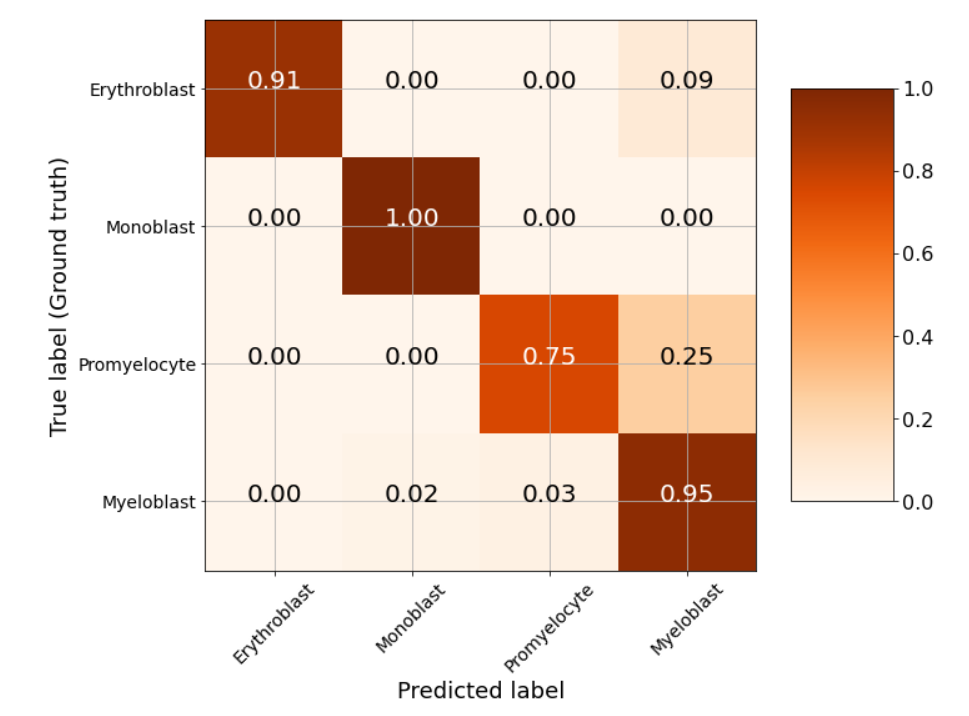 Erythroblast 0.91 0.00 0.00 0.09
Monoblast 0.00 1.00 0.00 0.00
Promyelocyte 0.00 0.00 0.75 0.25
Myeloblast 0.00 0.02 0.03 0.95
True label (Ground truth)
Erythroblast Monoblast Promyelocyte Myeloblast
Predicted label
1.0
0.8
0.6
0.4
0.2
0.0